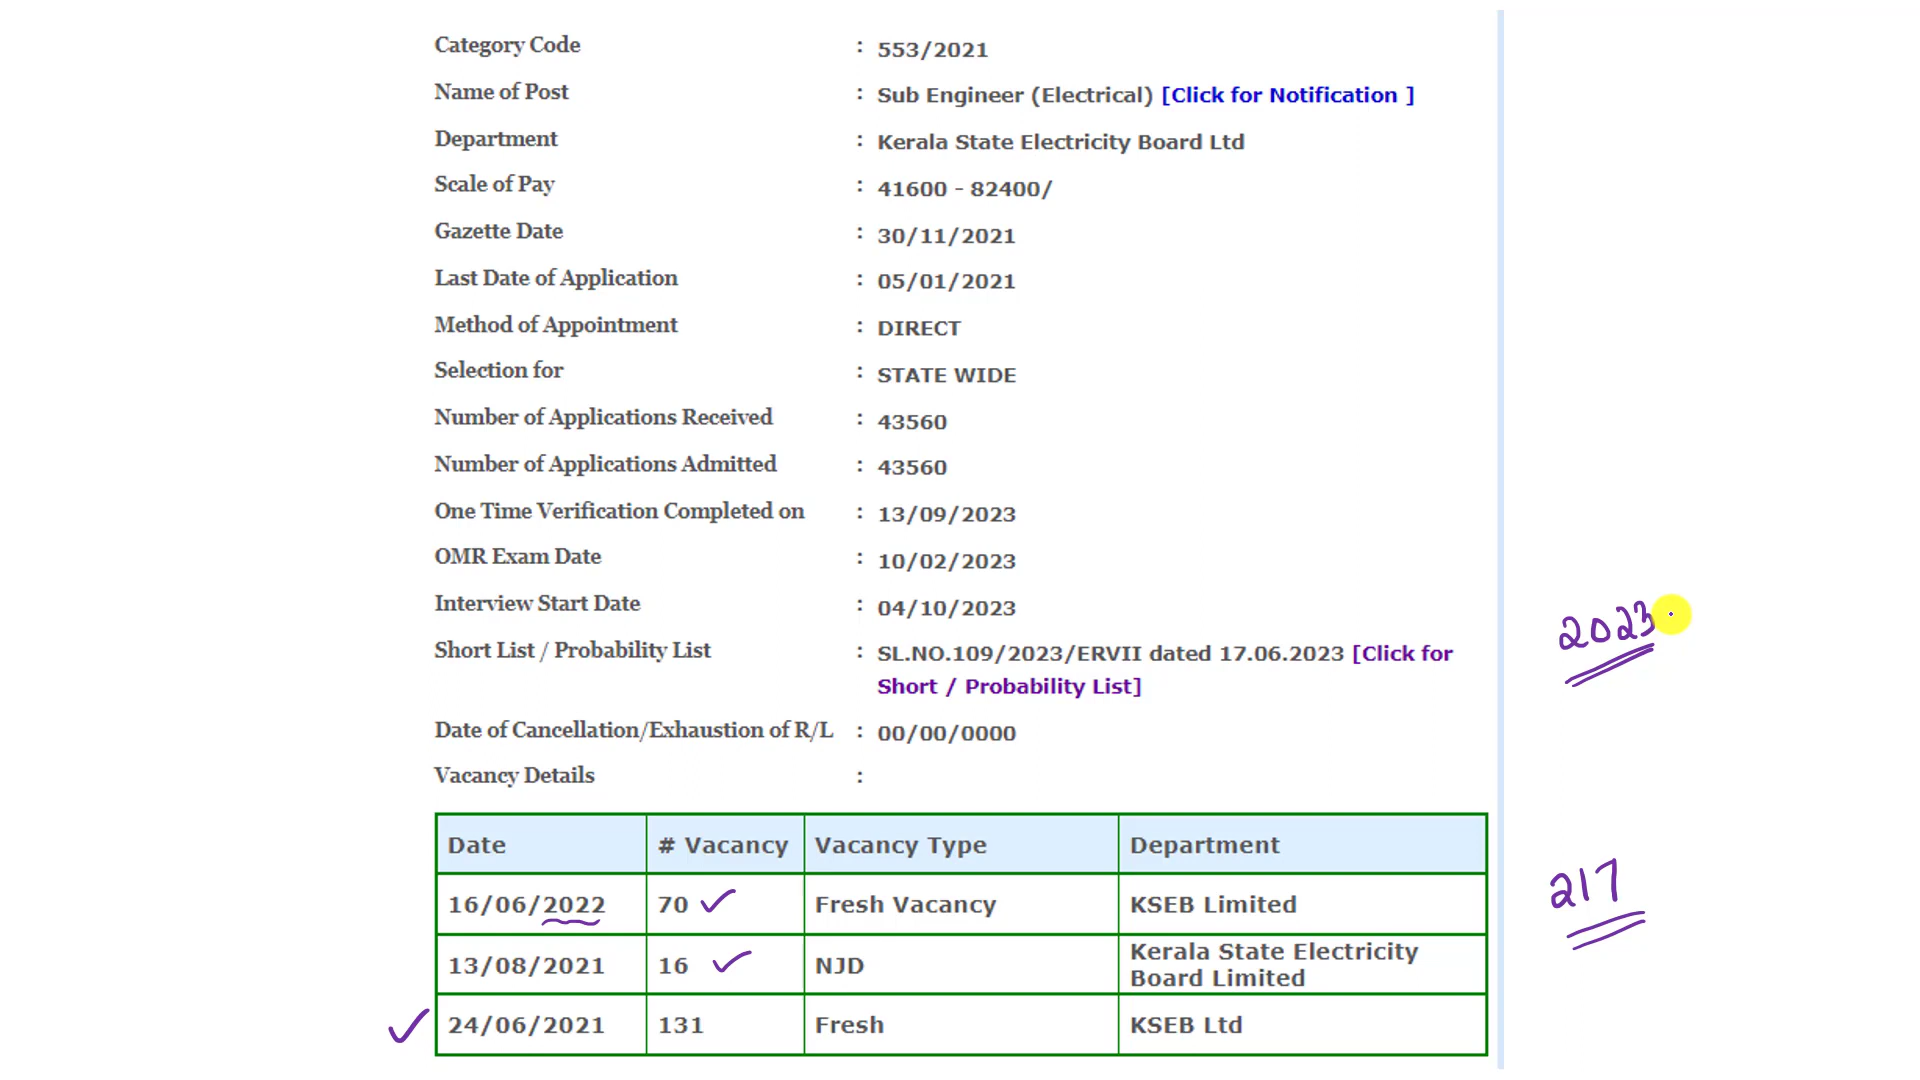 Category Code : 553/2021
Name of Post : Sub Engineer (Electrical) [Click for Notification ]
Department : Kerala State Electricity Board Ltd
Scale of Pay : 41600 - 82400/
Gazette Date : 30/11/2021
Last Date of Application : 05/01/2021
Method of Appointment : DIRECT
Selection for : STATE WIDE
Number of Applications Received : 43560
Number of Applications Admitted : 43560
One Time Verification Completed on : 13/09/2023
OMR Exam Date : 10/02/2023
Interview Start Date : 04/10/2023
2023
Short List / Probability List : SL.NO.109/2023/ERVII dated 17.06.2023 [Click for
Short / Probability List]
Date of Cancellation/Exhaustion of R/L : 00/00/0000
Vacancy Details :
Date # Vacancy Vacancy Type Department
16/06/2022 70 Fresh Vacancy KSEB Limited
217
13/08/2021 16 NJD Kerala State Electricity
Board Limited
24/06/2021 131 Fresh KSEB Ltd